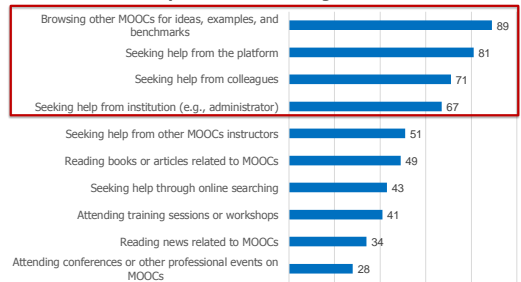 Browsing other MOOCs for ideas, examples, and
benchmarks
89
Seeking help from the platform
81
Seeking help from colleagues
71
Seeking help from institution (e.g., administrator)
67
Seeking help from other MOOCs instructors
51
Reading books or articles related to MOOCs
49
Seeking help through online searching
43
Attending training sessions or workshops
41
Reading news related to MOOCs
34
Attending conferences or other professional events on
MOOCs
28